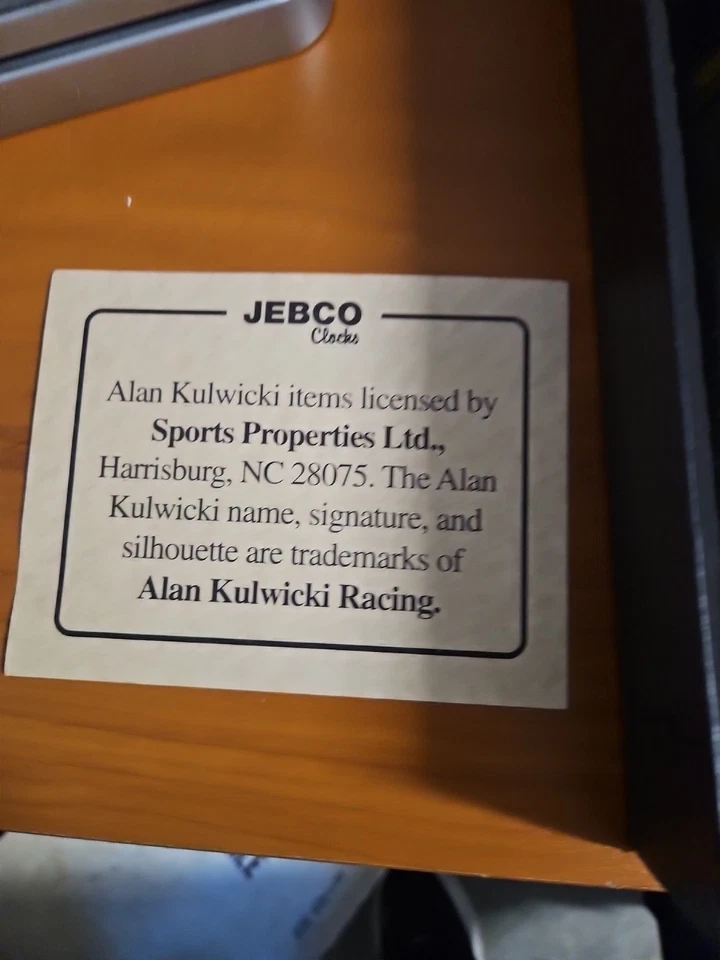 JEBCO
Clocks
Alan Kulwicki items licensed by
Sports Properties Ltd.,
Harrisburg, NC 28075. The Alan
Kulwicki name, signature, and
silhouette are trademarks of
Alan Kulwicki Racing.